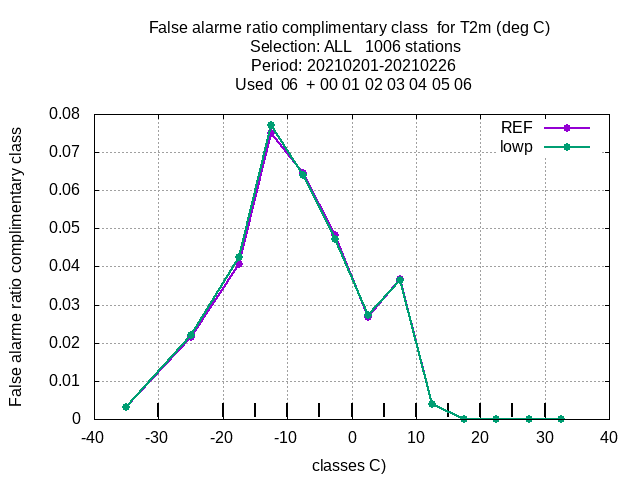 False alarme ratio complimentary class  for T2m (deg C)
Selection: ALL   1006 stations
Period: 20210201-20210226
Used  06  + 00 01 02 03 04 05 06
False alarme ratio complimentary class
0.08
0.07
0.06
0.05
0.04
0.03
0.02
0.01
0
REF
lowp
-40 -30 -20 -10 0 10 20 30 40
classes C)